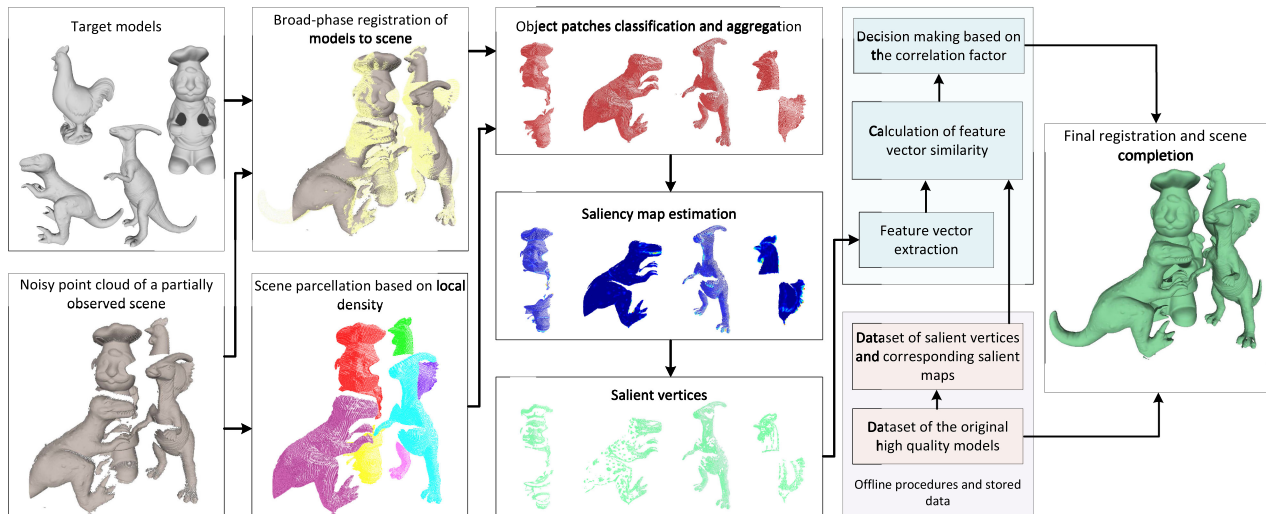 Target models
Broad-phase registration of
models to scene
Object patches classification and aggregation
Decision making based on
the correlation factor
Calculation of feature
vector similarity
Feature vector
extraction
Final registration and scene
completion
Saliency map estimation
Noisy point cloud of a partially
observed scene
Scene parcellation based on local
density
Salient vertices
Dataset of salient vertices
and corresponding salient
maps
Dataset of the original
high quality models
Offline procedures and stored
data